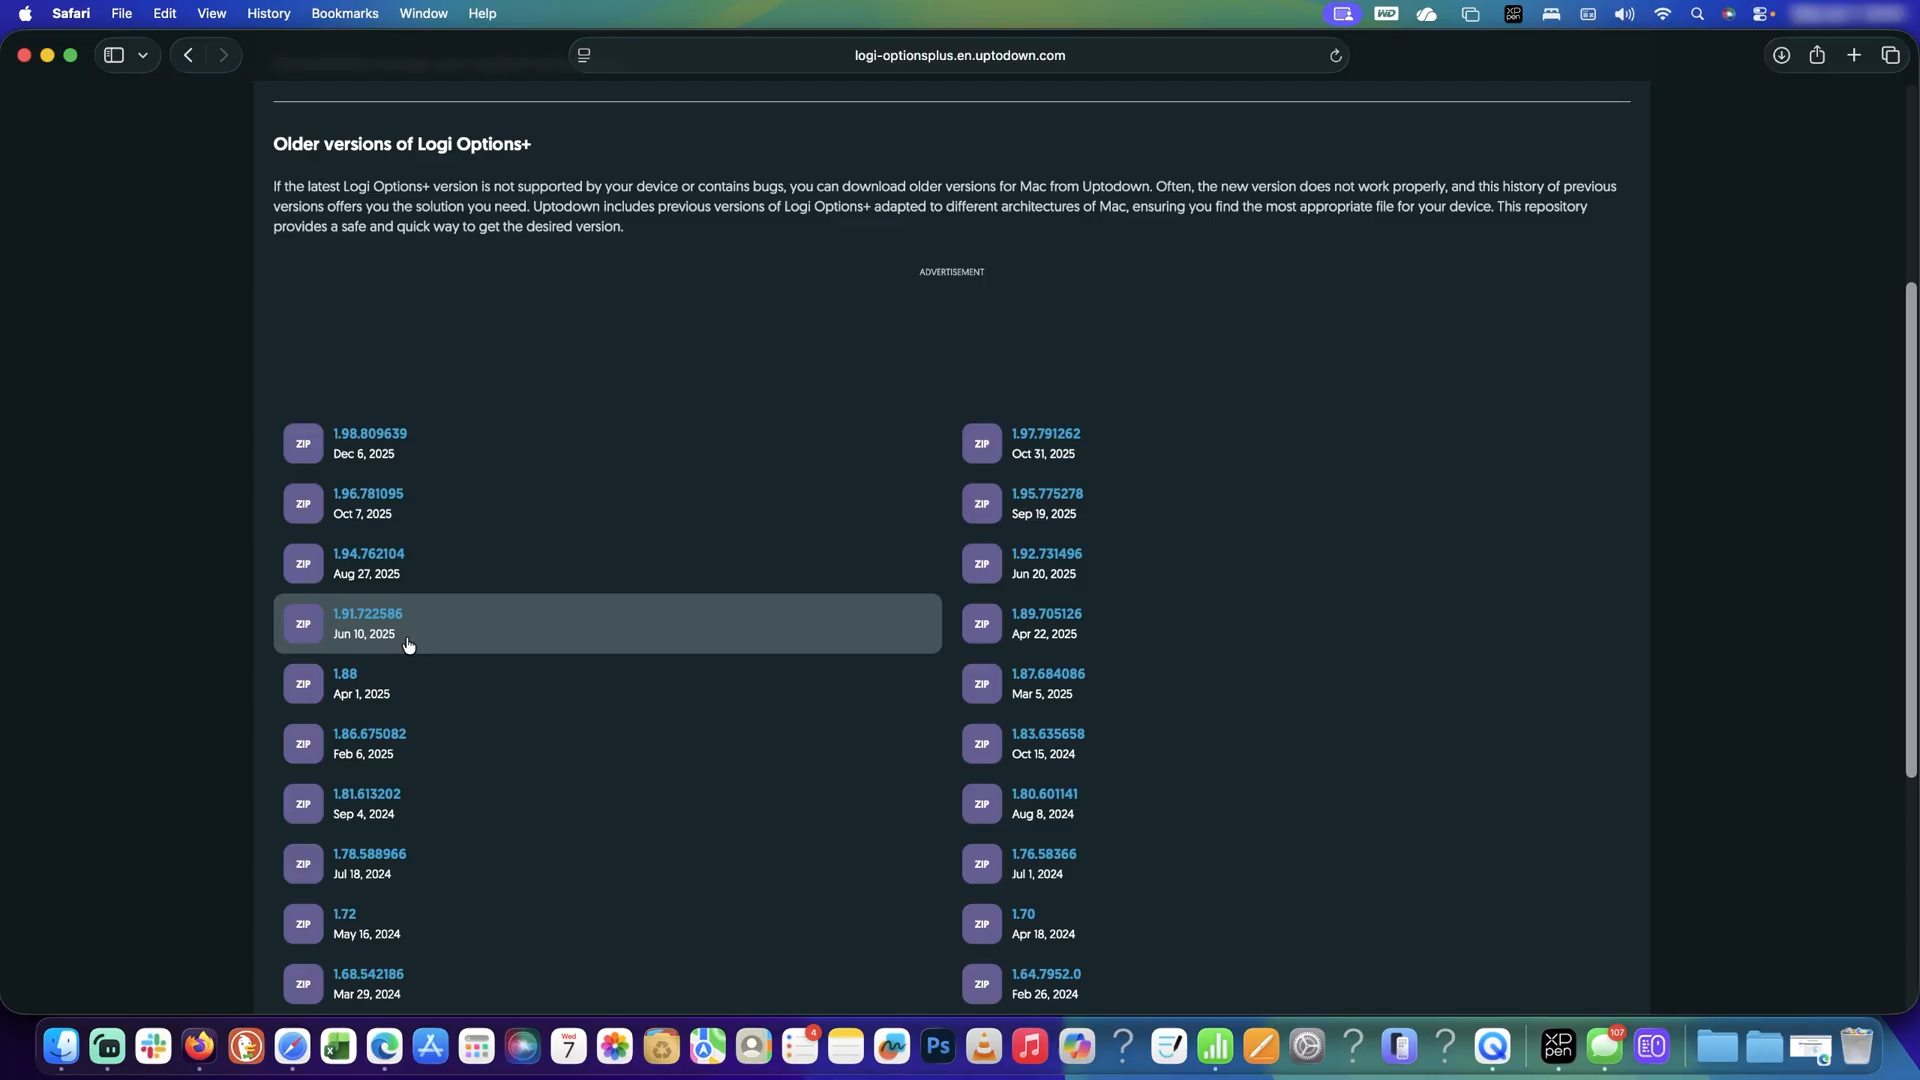 Safari File Edit View History Bookmarks Window Help
WD
XP
PEN
logi-optionsplus.en.uptodown.com
Older versions of Logi Options+
If the latest Logi Options+ version is not supported by your device or contains bugs, you can download older versions for Mac from Uptodown. Often, the new version does not work properly, and this history of previous
versions offers you the solution you need. Uptodown includes previous versions of Logi Options+ adapted to different architectures of Mac, ensuring you find the most appropriate file for your device. This repository
provides a safe and quick way to get the desired version.
ADVERTISEMENT
ZIP
1.98.809639
Dec 6, 2025
ZIP
1.97.791262
Oct 31, 2025
ZIP
1.96.781095
Oct 7, 2025
ZIP
1.95.775278
Sep 19, 2025
ZIP
1.94.762104
Aug 27, 2025
ZIP
1.92.731496
Jun 20, 2025
ZIP
1.91.722586
Jun 10, 2025
ZIP
1.89.705126
Apr 22, 2025
ZIP
1.88
Apr 1, 2025
ZIP
1.87.684086
Mar 5, 2025
ZIP
1.86.675082
Feb 6, 2025
ZIP
1.83.635658
Oct 15, 2024
ZIP
1.81.613202
Sep 4, 2024
ZIP
1.80.601141
Aug 8, 2024
ZIP
1.78.588966
Jul 18, 2024
ZIP
1.76.58366
Jul 1, 2024
ZIP
1.72
May 16, 2024
ZIP
1.70
Apr 18, 2024
ZIP
1.68.542186
Mar 29, 2024
ZIP
1.64.7952.0
Feb 26, 2024
Wed
7
4
Ps
XP
pen
107